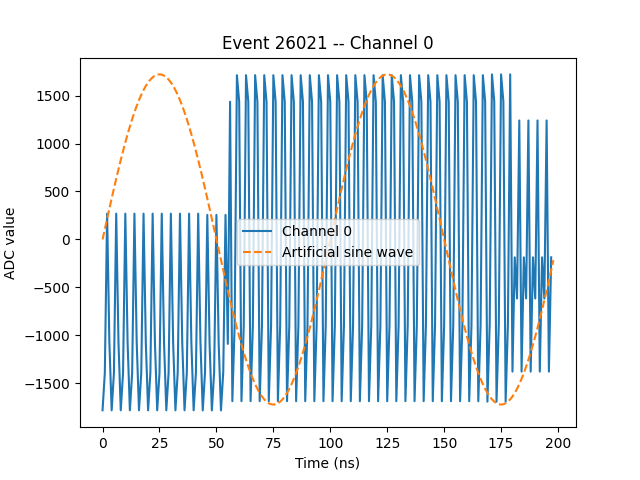 Event 26021 -- Channel 0
ADC value
1500
1000
500
0
−500
−1000
−1500
Channel 0
Artificial sine wave
0 25 50 75 100 125 150 175 200
Time (ns)